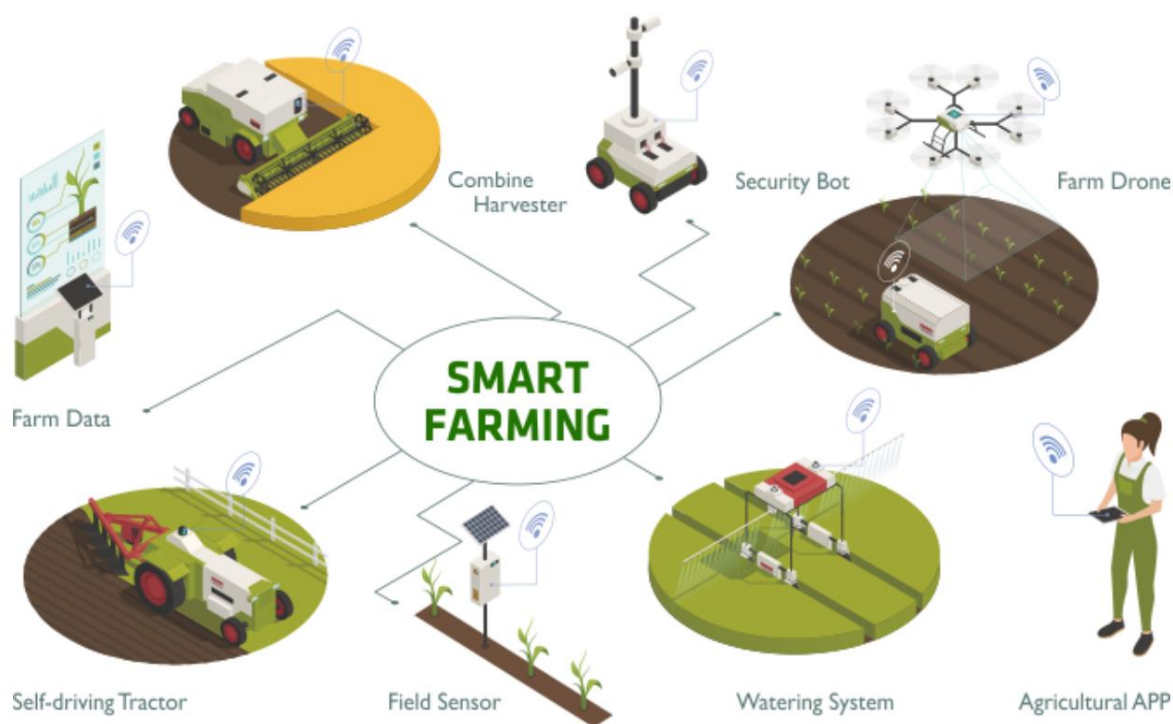 Combine
Harvester
Security Bot
Farm Drone
SMART
FARMING
Farm Data
Self-driving Tractor
Field Sensor
Watering System
Agricultural APP